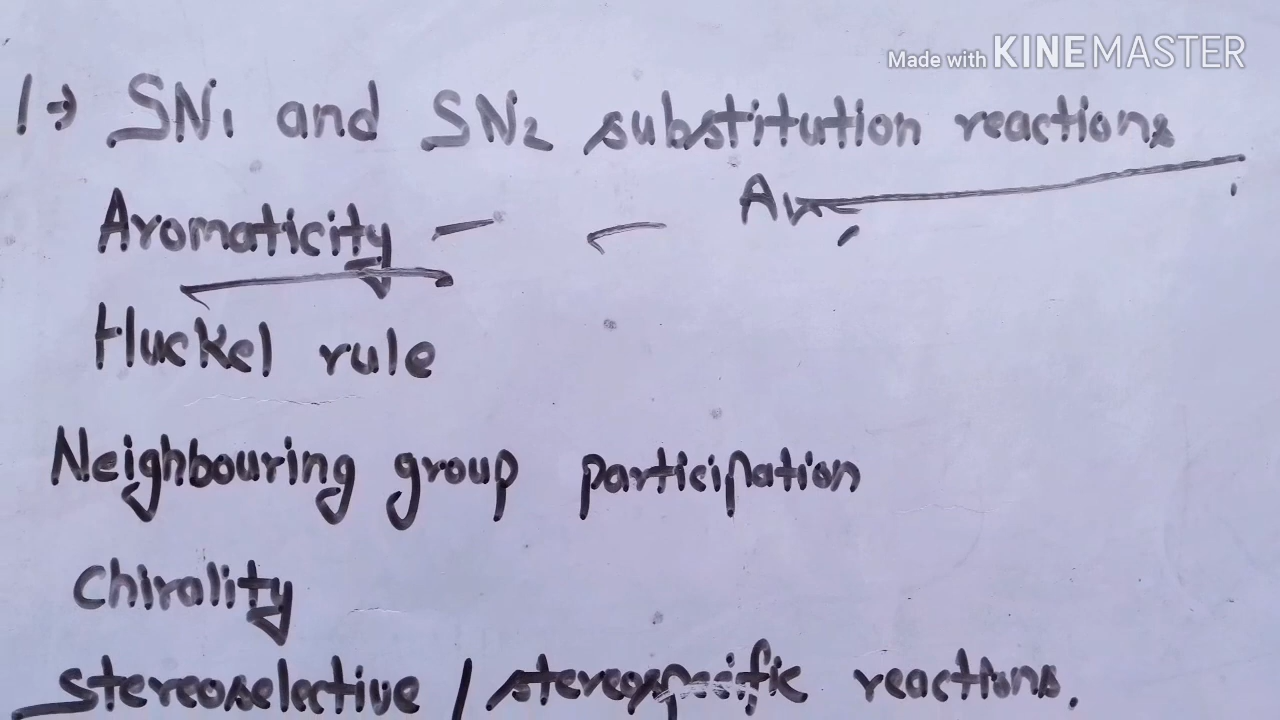 Made with KINEMASTER
1→ SN1 and SN2 substitution reactions
Aromaticity –
Huckel rule
Neighbouring group participation
Chirality
Stereoselective / stereospecific reactions.